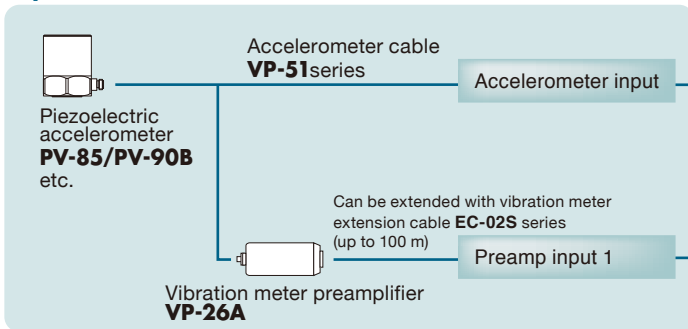 Accelerometer cable
VP-51series
Accelerometer input
Piezoelectric
accelerometer
PV-85/PV-90B
etc.
Can be extended with vibration meter
extension cable EC-02S series
(up to 100 m)
Preamp input 1
Vibration meter preamplifier
VP-26A